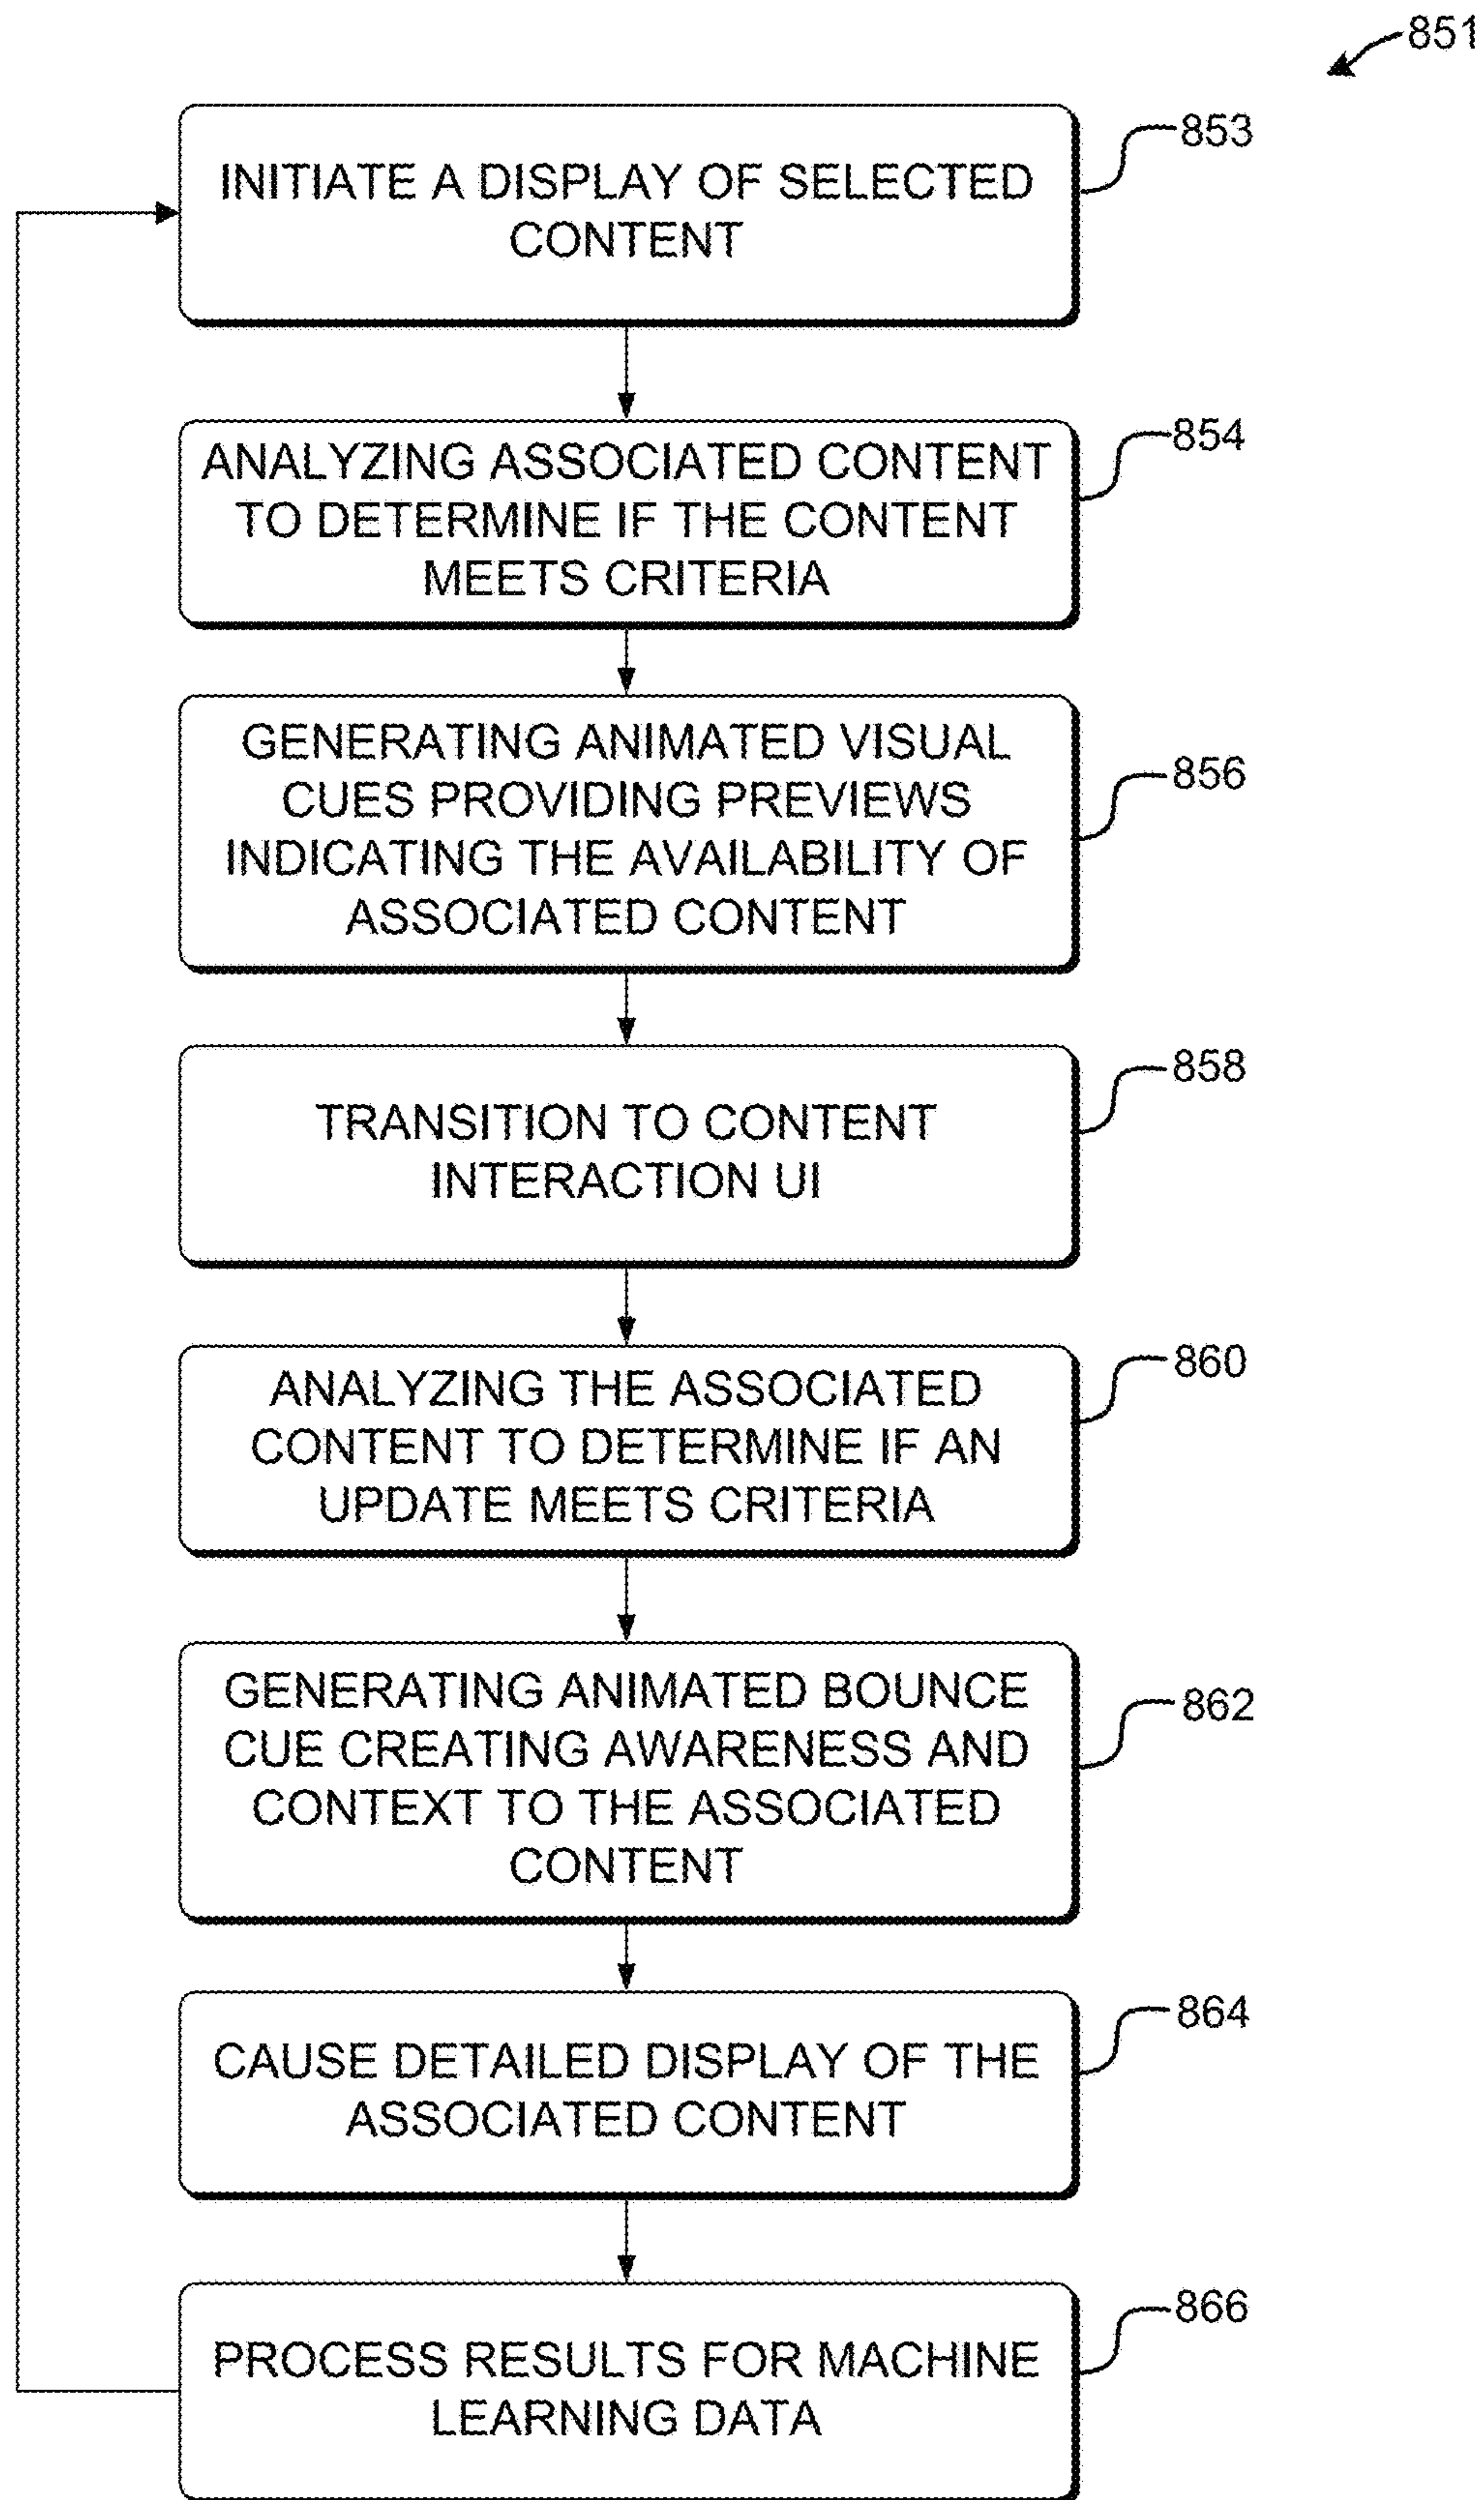 851
INITIATE A DISPLAY OF SELECTED
CONTENT
853
ANALYZING ASSOCIATED CONTENT
TO DETERMINE IF THE CONTENT
MEETS CRITERIA
854
GENERATING ANIMATED VISUAL
CUES PROVIDING PREVIEWS
INDICATING THE AVAILABILITY OF
ASSOCIATED CONTENT
856
TRANSITION TO CONTENT
INTERACTION UI
858
ANALYZING THE ASSOCIATED
CONTENT TO DETERMINE IF AN
UPDATE MEETS CRITERIA
860
GENERATING ANIMATED BOUNCE
CUE CREATING AWARENESS AND
CONTEXT TO THE ASSOCIATED
CONTENT
862
CAUSE DETAILED DISPLAY OF THE
ASSOCIATED CONTENT
864
PROCESS RESULTS FOR MACHINE
LEARNING DATA
866